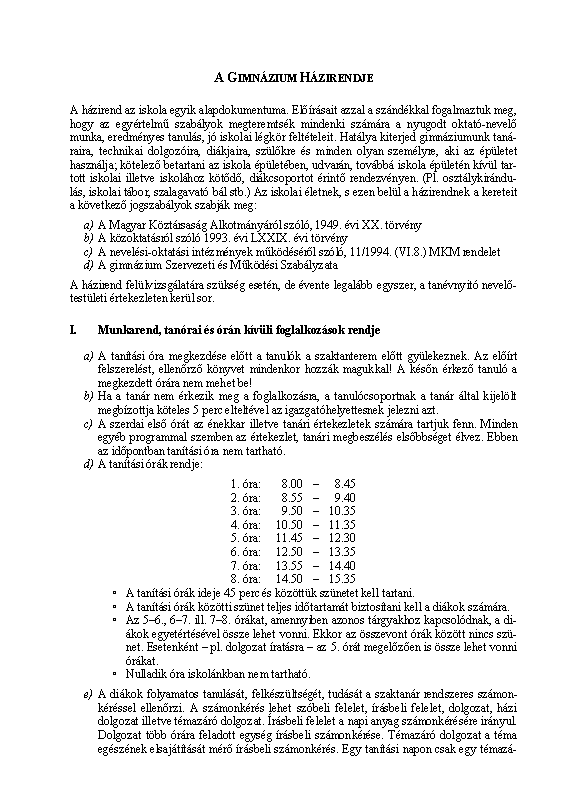 A GIMNÁZIUM HÁZIRENDJE
A házirend az iskola egyik alapdokumentuma. Előírásait azzal a szándékkal fogalmaztuk meg,
hogy az egyértelmű szabályok megteremtsék mindenki számára a nyugodt oktató-nevelő
munka, eredményes tanulás, jó iskolai légkör feltételeit. Hatálya kiterjed gimnáziumunk taná-
raira, technikai dolgozóira, diákjaira, szülőkre és minden olyan személyre, aki az épületet
használja; kötelező betartani az iskola épületében, udvarán, továbbá iskola épületén kívül tar-
tott iskolai illetve iskolához kötődő, diákcsoportot érintő rendezvényen. (Pl. osztálykirándu-
lás, iskolai tábor, szalagavató bál stb.) Az iskolai életnek, s ezen belül a házirendnek a kereteit
a következő jogszabályok szabják meg:
a) A Magyar Köztársaság Alkotmányáról szóló, 1949. évi XX. törvény
b) A közoktatásról szóló 1993. évi LXXIX. évi törvény
c) A nevelési-oktatási intézmények működéséről szóló, 11/1994. (VI.8.) MKM rendelet
d) A gimnázium Szervezeti és Működési Szabályzata
A házirend felülvizsgálatára szükség esetén, de évente legalább egyszer, a tanévnyitó nevelő-
testületi értekezleten kerül sor.
I. Munkarend, tanórai és órán kívüli foglalkozások rendje
a) A tanítási óra megkezdése előtt a tanulók a szaktanterem előtt gyülekeznek. Az előírt
felszerelést, ellenőrző könyvet mindenkor hozzák magukkal! A későn érkező tanuló a
megkezdett órára nem mehet be!
b) Ha a tanár nem érkezik meg a foglalkozásra, a tanulócsoportnak a tanár által kijelölt
megbízottja köteles 5 perc elteltével az igazgatóhelyettesnek jelezni azt.
c) A szerdai első órát az énekkar illetve tanári értekezletek számára tartjuk fenn. Minden
egyéb programmal szemben az értekezlet, tanári megbeszélés elsőbbséget élvez. Ebben
az időpontban tanítási óra nem tartható.
d) A tanítási órák rendje:
1. óra: 8.00 – 8.45
2. óra: 8.55 – 9.40
3. óra: 9.50 – 10.35
4. óra: 10.50 – 11.35
5. óra: 11.45 – 12.30
6. óra: 12.50 – 13.35
7. óra: 13.55 – 14.40
8. óra: 14.50 – 15.35
▫ A tanítási órák ideje 45 perc és közöttük szünetet kell tartani.
▫ A tanítási órák közötti szünet teljes időtartamát biztosítani kell a diákok számára.
▫ Az 5–6., 6–7. ill. 7–8. órákat, amennyiben azonos tárgyakhoz kapcsolódnak, a di-
ákok egyetértésével össze lehet vonni. Ekkor az összevont órák között nincs szü-
net. Esetenként – pl. dolgozat íratásra – az 5. órát megelőzően is össze lehet vonni
órákat.
▫ Nulladik óra iskolánkban nem tartható.
e) A diákok folyamatos tanulását, felkészültségét, tudását a szaktanár rendszeres számon-
kéréssel ellenőrzi. A számonkérés lehet szóbeli felelet, írásbeli felelet, dolgozat, házi
dolgozat illetve témazáró dolgozat. Írásbeli felelet a napi anyag számonkérésére irányul.
Dolgozat több órára feladott egység írásbeli számonkérése. Témazáró dolgozat a téma
egészének elsajátítását mérő írásbeli számonkérés. Egy tanítási napon csak egy témazá-